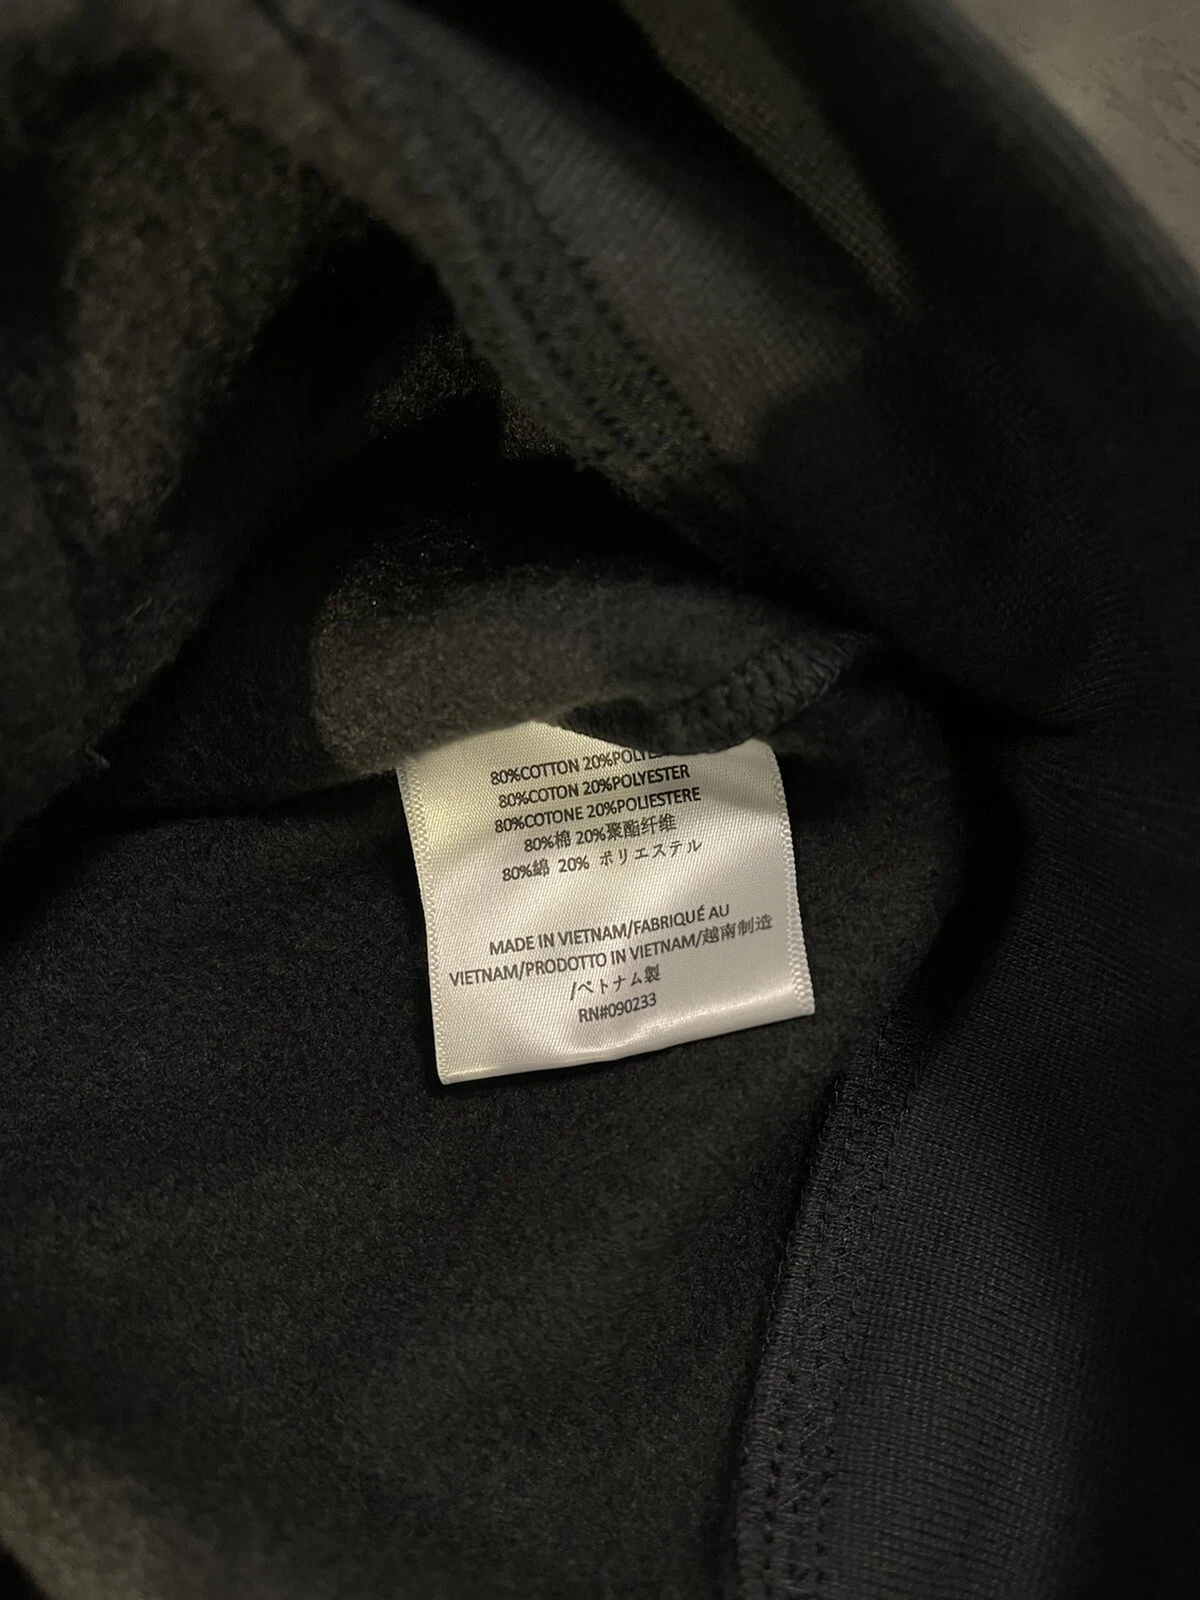 80%COTTON 20%
80%COTON 20%POLYESTER
80%COTONE 20%POLIESTERE
80%棉 20%聚酯纤维
80%綿 20% ポリエステル
MADE IN VIETNAM/FABRIQUÉ AU
VIETNAM/PRODOTTO IN VIETNAM/越南制造
/ベトナム製
RN#090233